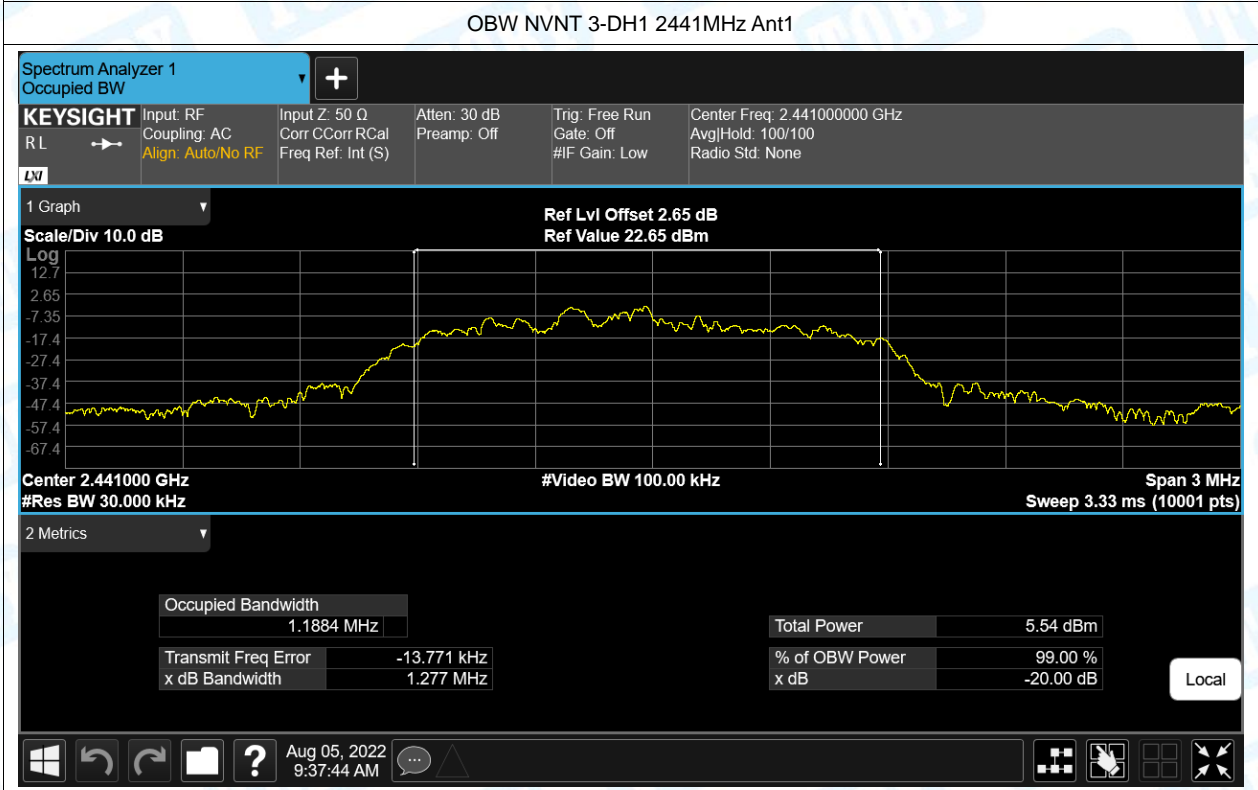 OBW NVNT 3-DH1 2441MHz Ant1
Spectrum Analyzer 1
Occupied BW
KEYSIGHT
RL
LXI
Input: RF
Coupling: AC
Align: Auto/No RF
Input Z: 50 Ω
Corr CCorr RCal
Freq Ref: Int (S)
Atten: 30 dB
Preamp: Off
Trig: Free Run
Gate: Off
#IF Gain: Low
Center Freq: 2.441000000 GHz
Avg|Hold: 100/100
Radio Std: None
1 Graph
Scale/Div 10.0 dB
Ref Lvl Offset 2.65 dB
Ref Value 22.65 dBm
Log
12.7
2.65
-7.35
-17.4
-27.4
-37.4
-47.4
-57.4
-67.4
Center 2.441000 GHz
#Res BW 30.000 kHz
#Video BW 100.00 kHz
Span 3 MHz
Sweep 3.33 ms (10001 pts)
2 Metrics
Occupied Bandwidth
1.1884 MHz
Transmit Freq Error -13.771 kHz
x dB Bandwidth 1.277 MHz
Total Power 5.54 dBm
% of OBW Power 99.00 %
x dB -20.00 dB
Local
?
Aug 05, 2022
9:37:44 AM